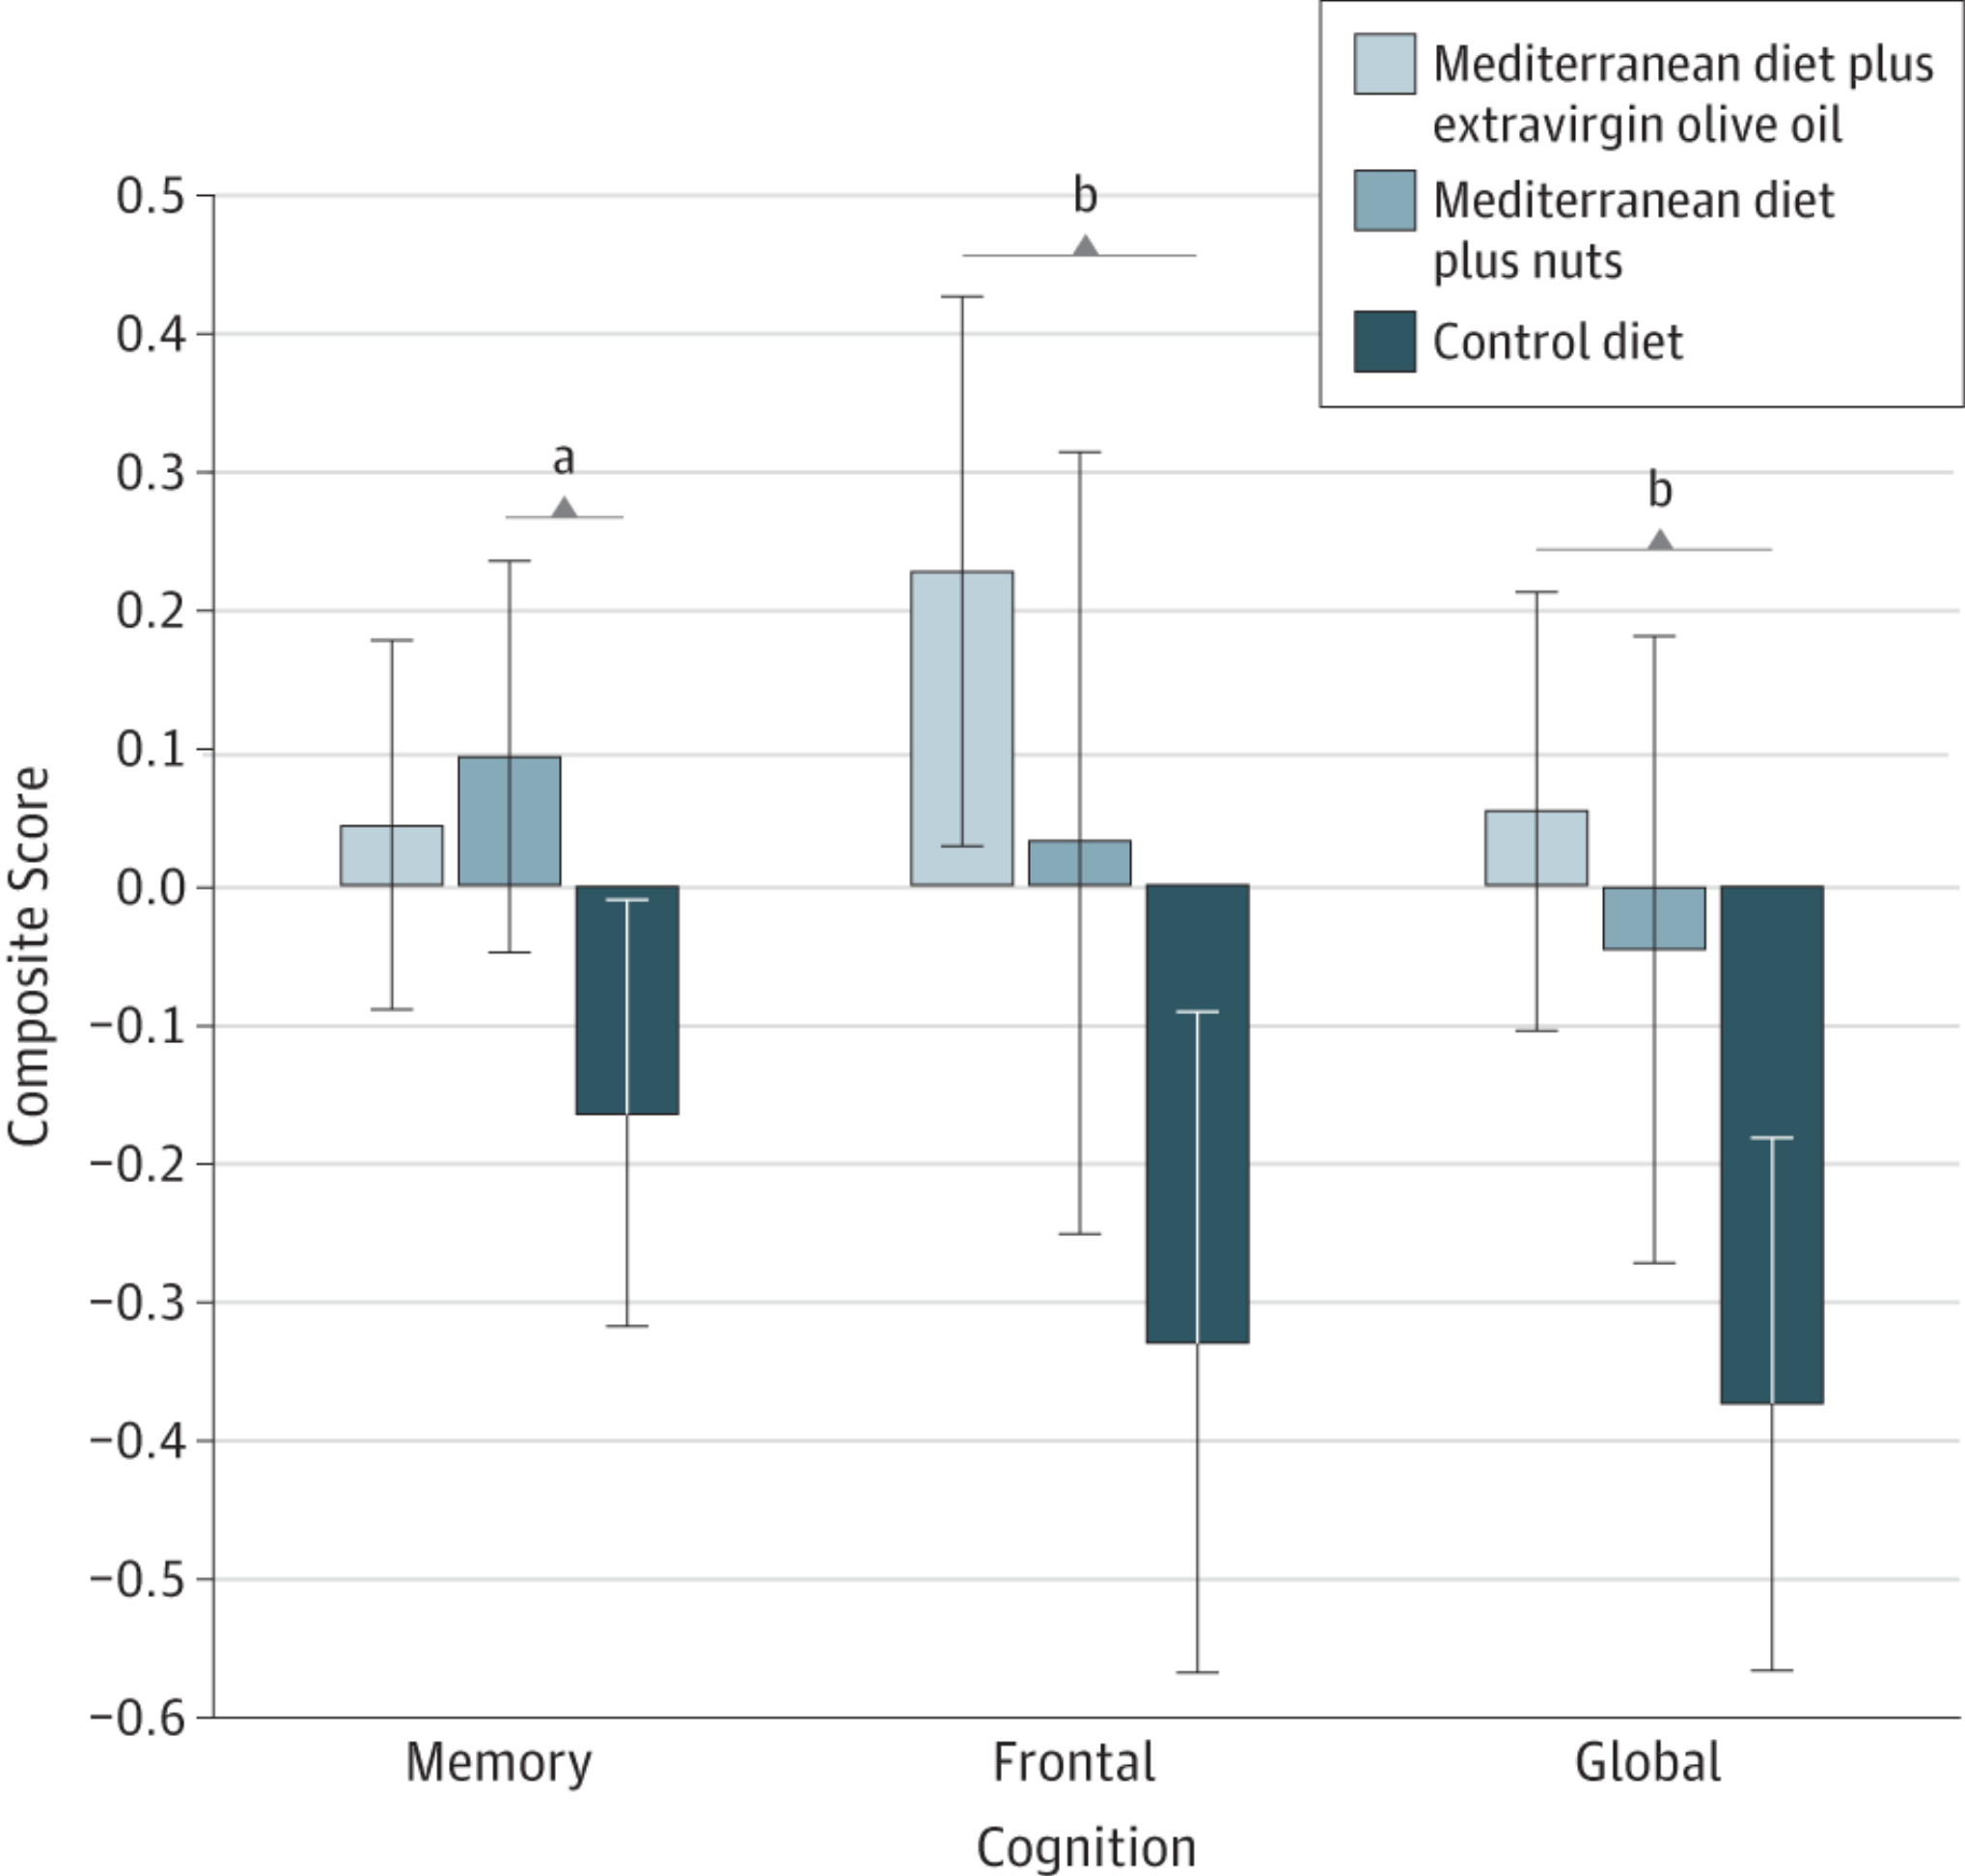 Mediterranean diet plus
extravirgin olive oil
Mediterranean diet
plus nuts
Control diet
Composite Score
0.5
0.4
0.3
0.2
0.1
0.0
−0.1
−0.2
−0.3
−0.4
−0.5
−0.6
a
b
b
Memory
Frontal
Global
Cognition